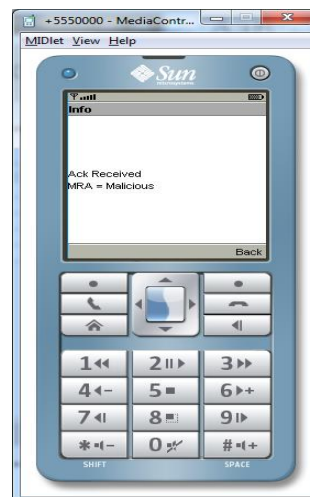 +5550000 - MediaContr...
MIDlet View Help
Sun
microsystems
Info
Ack Received
MRA = Malicious
Back
1 2 3
4 - 5 6 +
7 8 9
* - 0 # +
SHIFT SPACE